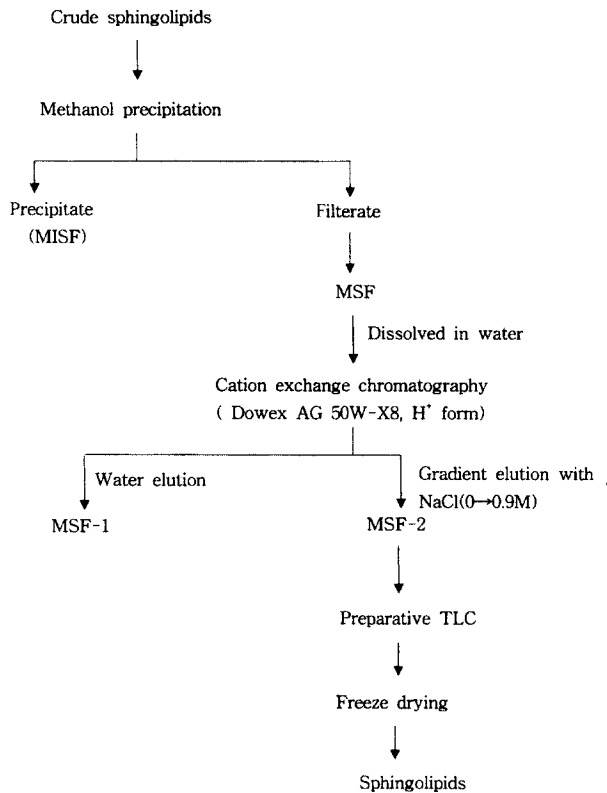 Crude sphingolipids
Methanol precipitation
Precipitate
(MISF)
Filterate
MSF
Dissolved in water
Cation exchange chromatography
( Dowex AG 50W-X8, H⁺ form)
Water elution
Gradient elution with
NaCl(0→0.9M)
MSF-1
MSF-2
Preparative TLC
Freeze drying
Sphingolipids